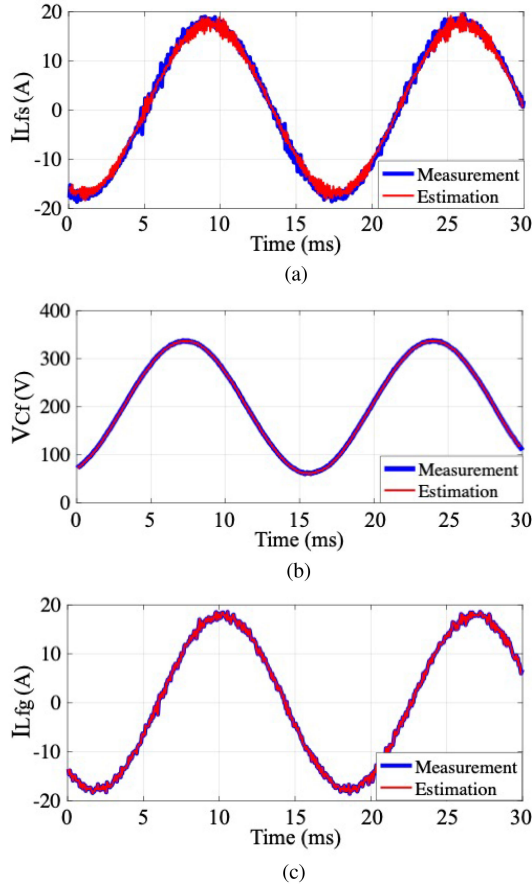 20
10
0
-10
-20
ILfs (A)
Measurement
Estimation
0 5 10 15 20 25 30
Time (ms)
(a)
400
300
200
100
0
VCf (V)
Measurement
Estimation
0 5 10 15 20 25 30
Time (ms)
(b)
20
10
0
-10
-20
ILfg (A)
Measurement
Estimation
0 5 10 15 20 25 30
Time (ms)
(c)